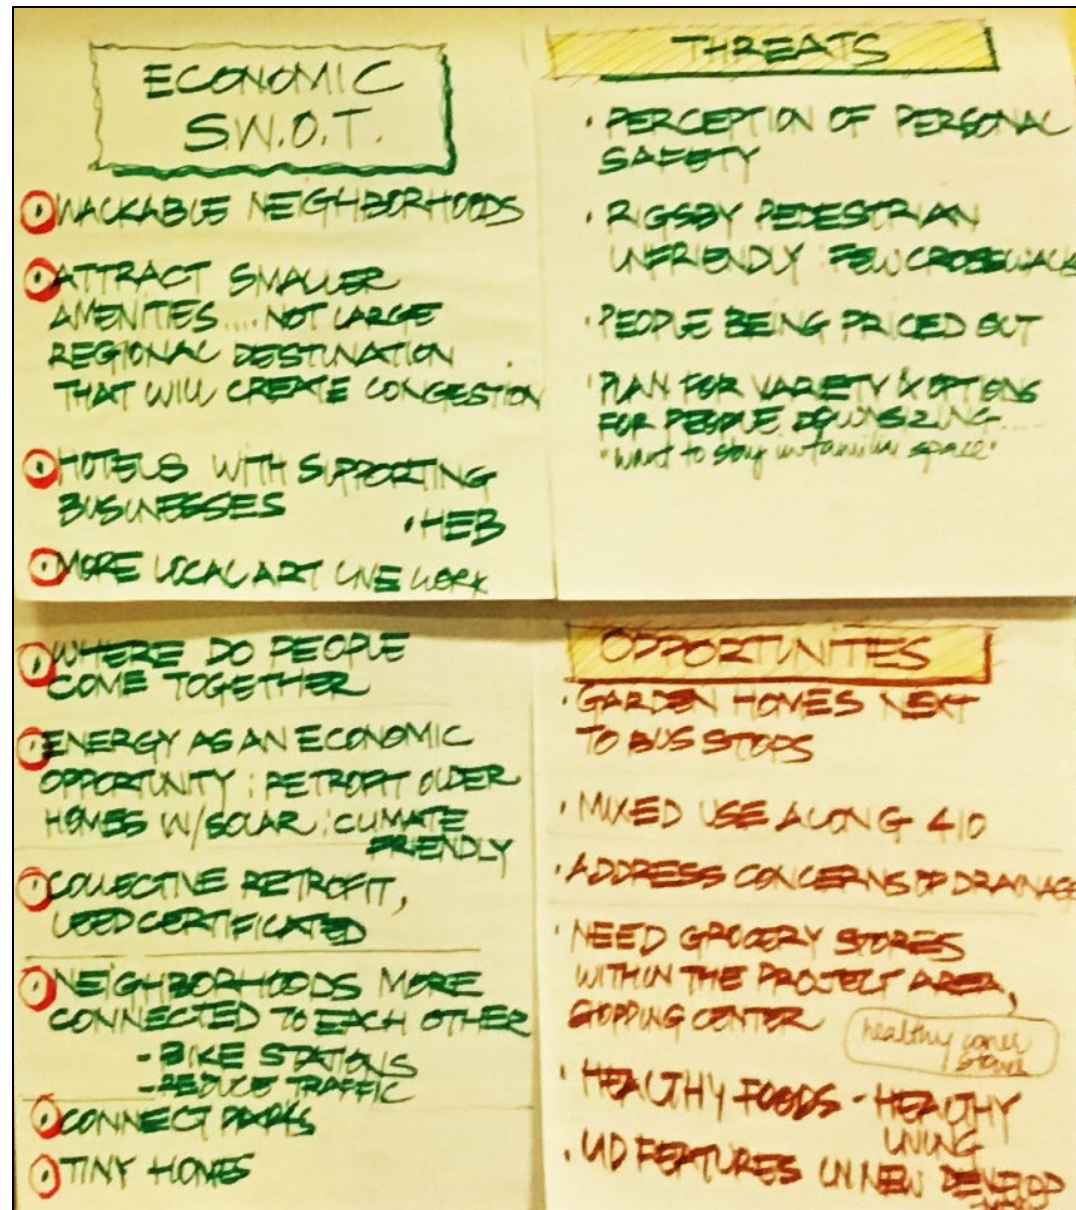 ECONOMIC
S.W.O.T.
WALKABLE NEIGHBORHOODS
ATTRACT SMALLER
AMENITIES.... NOT LARGE
REGIONAL DESTINATION
THAT WILL CREATE CONGESTION
HOTELS WITH SUPPORTING
BUSINESSES
• HEB
MORE LOCAL ART LIVE WORK
THREATS
• PERCEPTION OF PERSONAL
SAFETY
• RIGSBY PEDESTRIAN
UNFRIENDLY FEW CROSSWALK
• PEOPLE BEING PRICED OUT
• PLAN FOR VARIETY & OPTIONS
FOR PEOPLE DOWNSIZING....
"want to stay in familiar space"
WHERE DO PEOPLE
COME TOGETHER
ENERGY AS AN ECONOMIC
OPPORTUNITY : RETROFIT OLDER
HOMES W/SOLAR : CLIMATE
FRIENDLY
COLLECTIVE RETROFIT,
LEED CERTIFICATED
NEIGHBORHOODS MORE
CONNECTED TO EACH OTHER
- BIKE STATIONS
- REDUCE TRAFFIC
CONNECT PARKS
TINY HOMES
OPPORTUNITIES
• GARDEN HOMES NEXT
TO BUS STOPS
• MIXED USE ALONG 410
• ADDRESS CONCERNS OF DRAINAGE
• NEED GROCERY STORES
WITHIN THE PROJECT AREA,
SHOPPING CENTER
healthy corner
stores
• HEALTHY FOODS - HEALTHY
LIVING
• UD FEATURES IN NEW DEVELOP